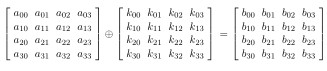 a₀₀ a₀₁ a₀₂ a₀₃   k₀₀ k₀₁ k₀₂ k₀₃   b₀₀ b₀₁ b₀₂ b₀₃
a₁₀ a₁₁ a₁₂ a₁₃ ⊕ k₁₀ k₁₁ k₁₂ k₁₃ = b₁₀ b₁₁ b₁₂ b₁₃
a₂₀ a₂₁ a₂₂ a₂₃   k₂₀ k₂₁ k₂₂ k₂₃   b₂₀ b₂₁ b₂₂ b₂₃
a₃₀ a₃₁ a₃₂ a₃₃   k₃₀ k₃₁ k₃₂ k₃₃   b₃₀ b₃₁ b₃₂ b₃₃